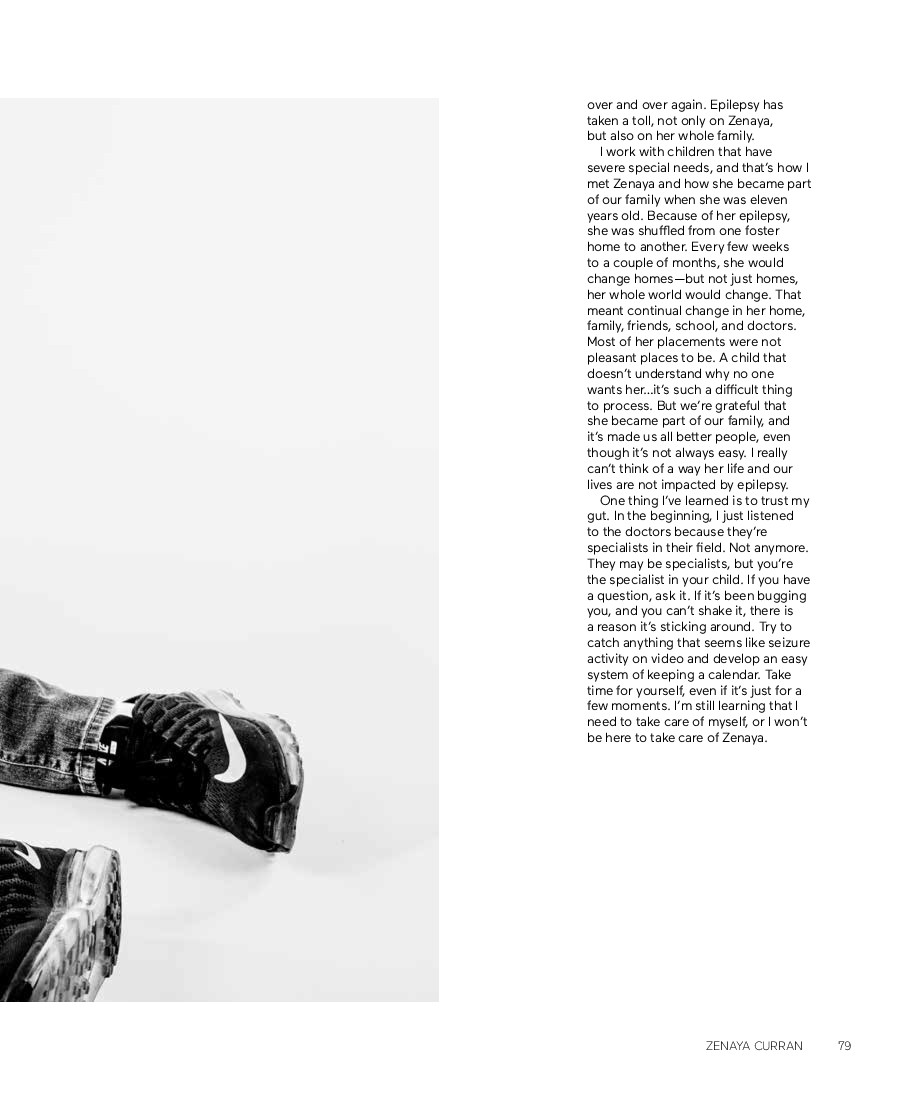 over and over again. Epilepsy has
taken a toll, not only on Zenaya,
but also on her whole family.
I work with children that have
severe special needs, and that’s how I
met Zenaya and how she became part
of our family when she was eleven
years old. Because of her epilepsy,
she was shuffled from one foster
home to another. Every few weeks
to a couple of months, she would
change homes—but not just homes,
her whole world would change. That
meant continual change in her home,
family, friends, school, and doctors.
Most of her placements were not
pleasant places to be. A child that
doesn’t understand why no one
wants her...it’s such a difficult thing
to process. But we’re grateful that
she became part of our family, and
it’s made us all better people, even
though it’s not always easy. I really
can’t think of a way her life and our
lives are not impacted by epilepsy.
One thing I’ve learned is to trust my
gut. In the beginning, I just listened
to the doctors because they’re
specialists in their field. Not anymore.
They may be specialists, but you’re
the specialist in your child. If you have
a question, ask it. If it’s been bugging
you, and you can’t shake it, there is
a reason it’s sticking around. Try to
catch anything that seems like seizure
activity on video and develop an easy
system of keeping a calendar. Take
time for yourself, even if it’s just for a
few moments. I’m still learning that I
need to take care of myself, or I won’t
be here to take care of Zenaya.
ZENAYA CURRAN 79